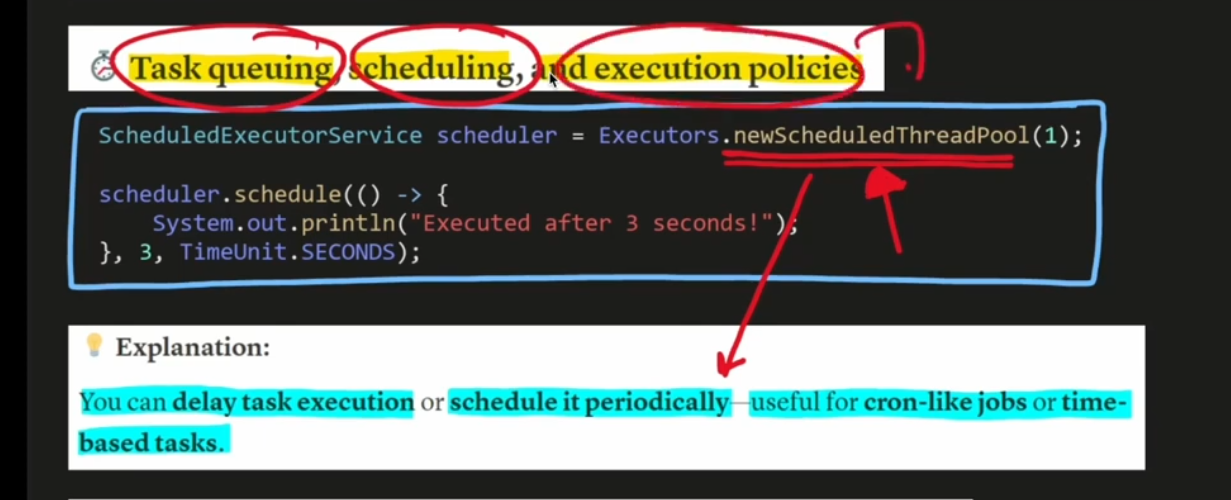 Task queuing, scheduling, and execution policies
ScheduledExecutorService scheduler = Executors.newScheduledThreadPool(1);
scheduler.schedule(() -> {
System.out.println("Executed after 3 seconds!");
}, 3, TimeUnit.SECONDS);
Explanation:
You can delay task execution or schedule it periodically—useful for cron-like jobs or time-
based tasks.